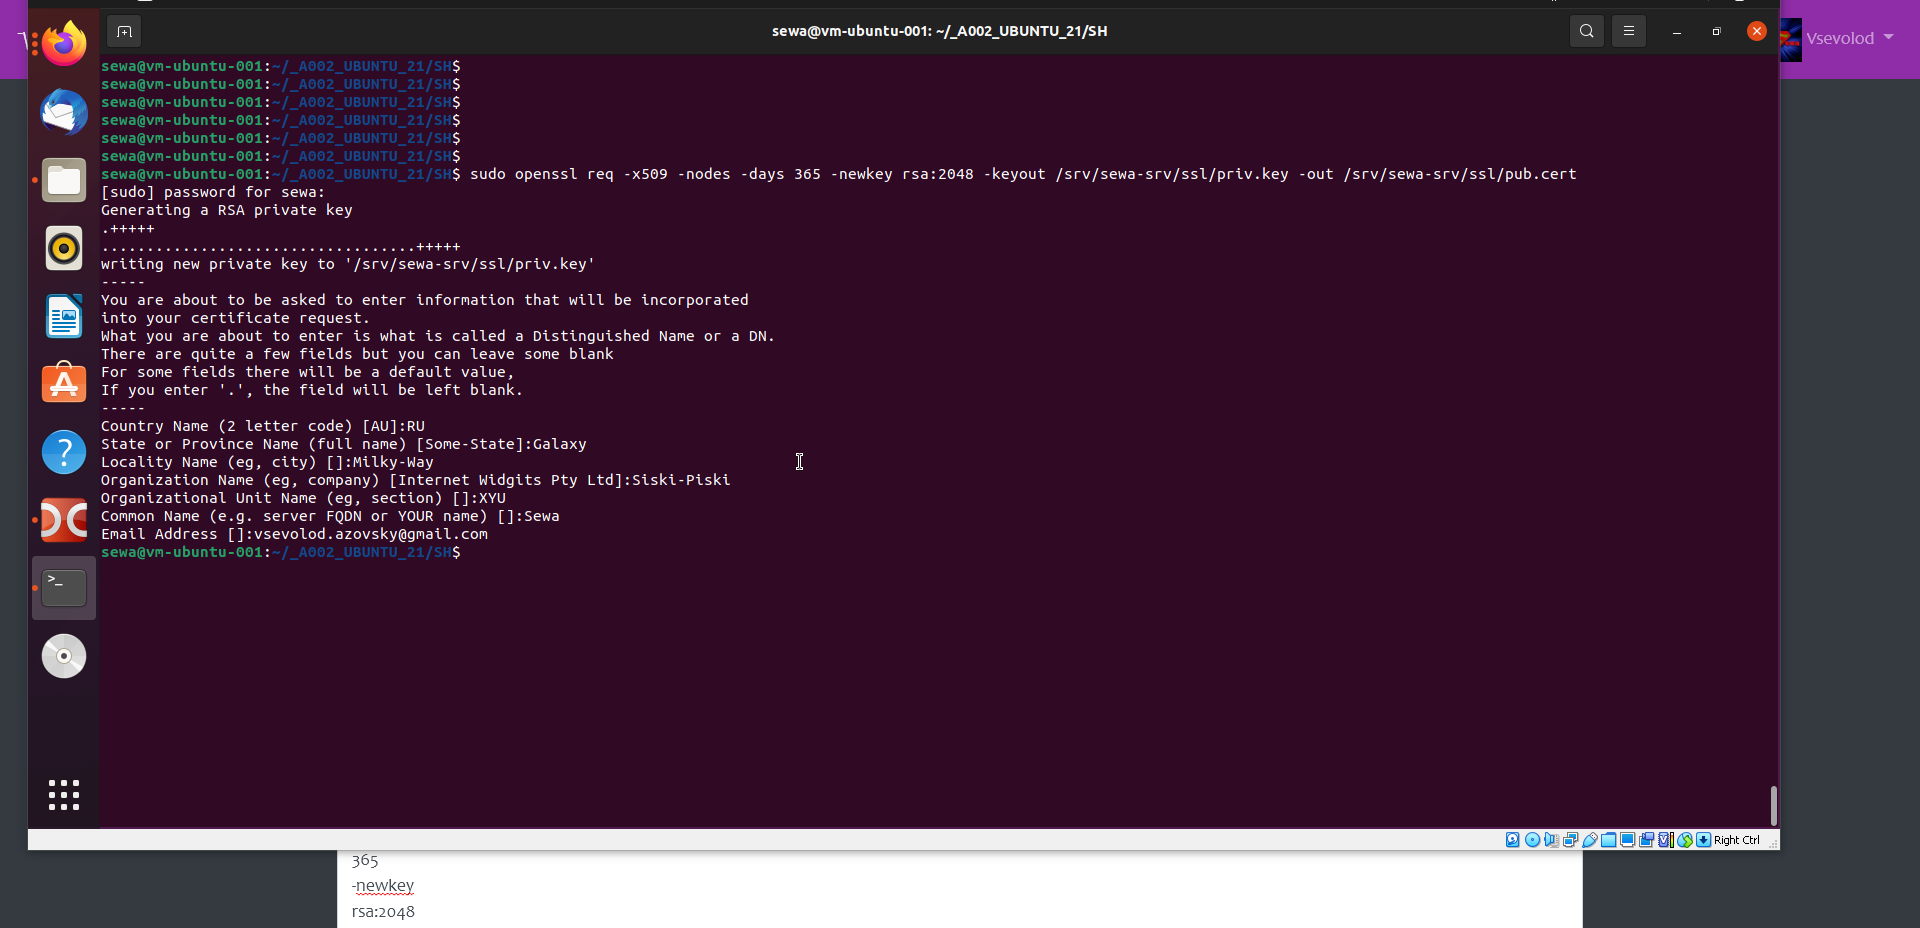 sewa@vm-ubuntu-001: ~/_A002_UBUNTU_21/SH
Vsevolod
sewa@vm-ubuntu-001:~/_A002_UBUNTU_21/SH$
sewa@vm-ubuntu-001:~/_A002_UBUNTU_21/SH$
sewa@vm-ubuntu-001:~/_A002_UBUNTU_21/SH$
sewa@vm-ubuntu-001:~/_A002_UBUNTU_21/SH$
sewa@vm-ubuntu-001:~/_A002_UBUNTU_21/SH$
sewa@vm-ubuntu-001:~/_A002_UBUNTU_21/SH$
sewa@vm-ubuntu-001:~/_A002_UBUNTU_21/SH$ sudo openssl req -x509 -nodes -days 365 -newkey rsa:2048 -keyout /srv/sewa-srv/ssl/priv.key -out /srv/sewa-srv/ssl/pub.cert
[sudo] password for sewa:
Generating a RSA private key
.+++++
...................................+++++
writing new private key to '/srv/sewa-srv/ssl/priv.key'
-----
You are about to be asked to enter information that will be incorporated
into your certificate request.
What you are about to enter is what is called a Distinguished Name or a DN.
There are quite a few fields but you can leave some blank
For some fields there will be a default value,
If you enter '.', the field will be left blank.
-----
Country Name (2 letter code) [AU]:RU
State or Province Name (full name) [Some-State]:Galaxy
Locality Name (eg, city) []:Milky-Way
Organization Name (eg, company) [Internet Widgits Pty Ltd]:Siski-Piski
Organizational Unit Name (eg, section) []:XYU
Common Name (e.g. server FQDN or YOUR name) []:Sewa
Email Address []:vsevolod.azovsky@gmail.com
sewa@vm-ubuntu-001:~/_A002_UBUNTU_21/SH$
Right Ctrl
365
-newkey
rsa:2048